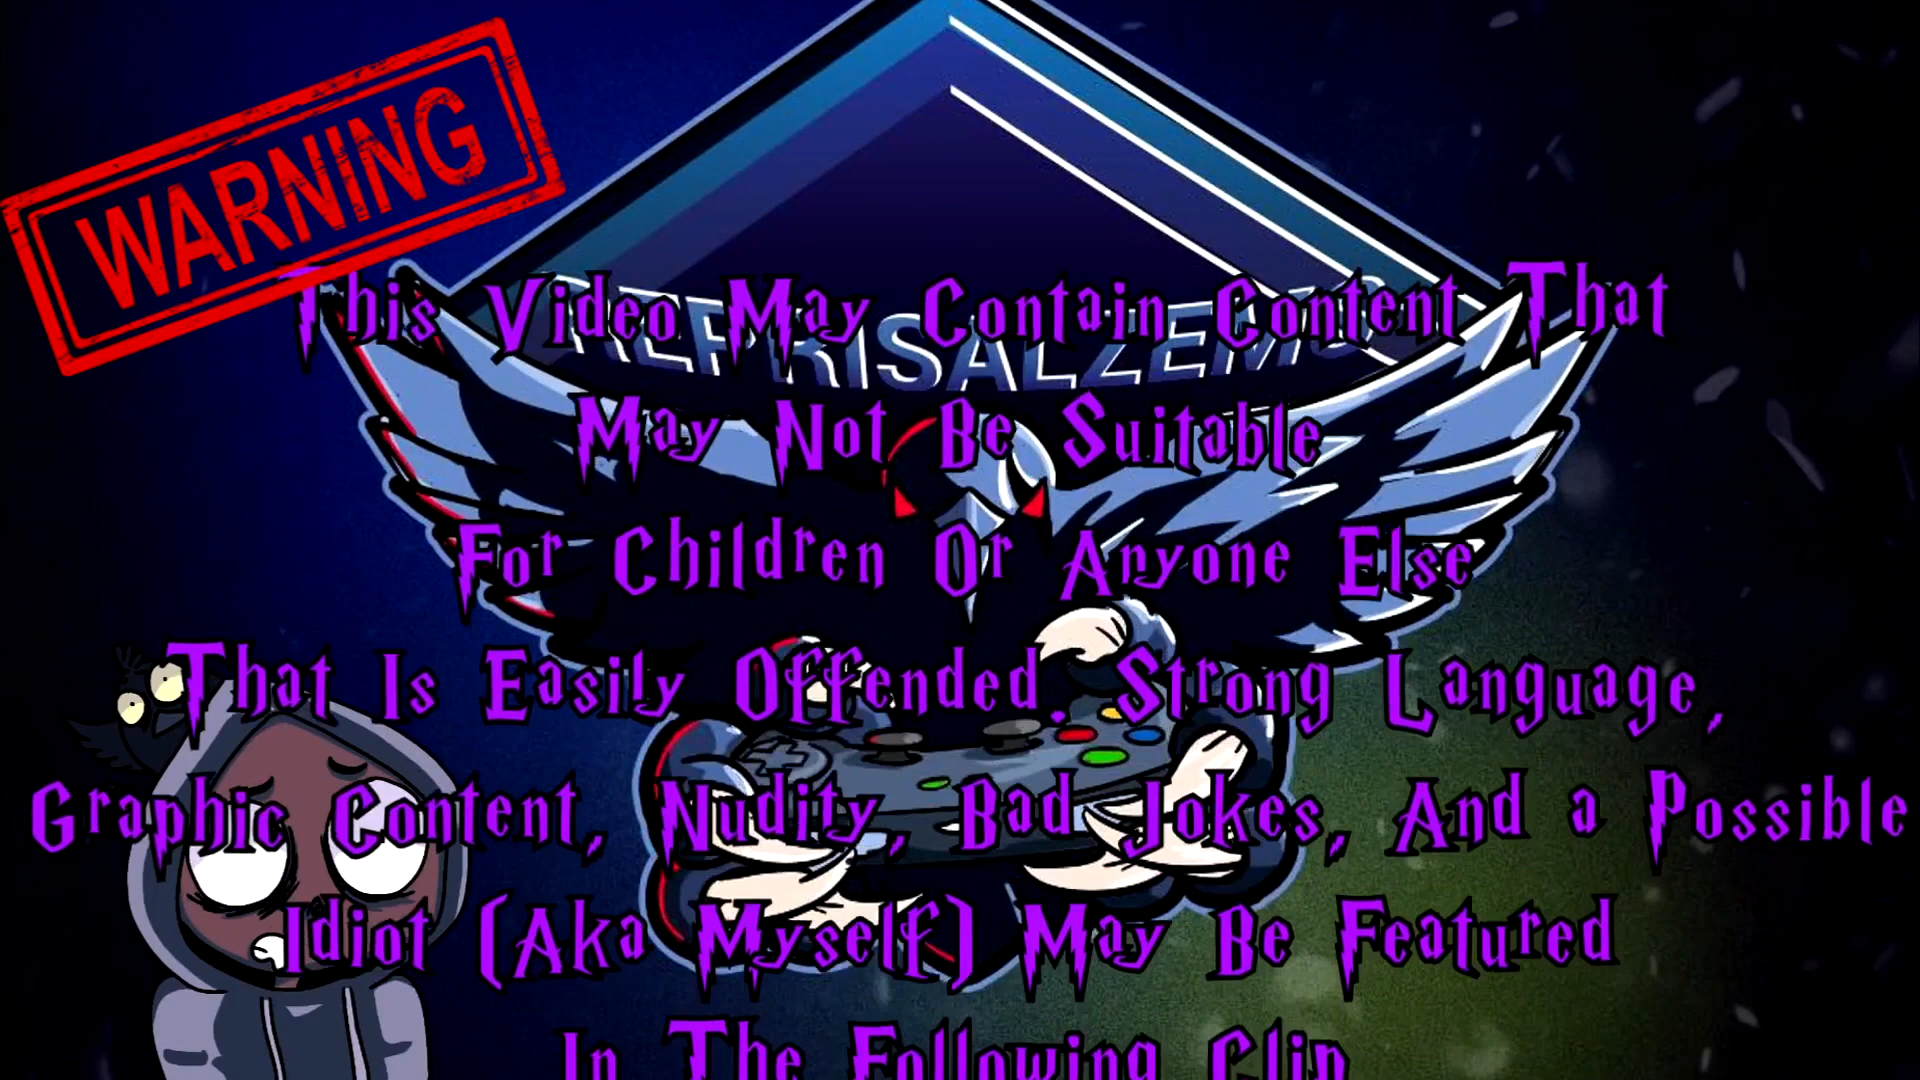 WARNING
This Video May Contain Content That
REPRISALZEMO
May Not Be Suitable
For Children Or Anyone Else
That Is Easily Offended. Strong Language,
Graphic Content, Nudity, Bad Jokes, And a Possible
Idiot (Aka Myself) May Be Featured
In The Following Clip